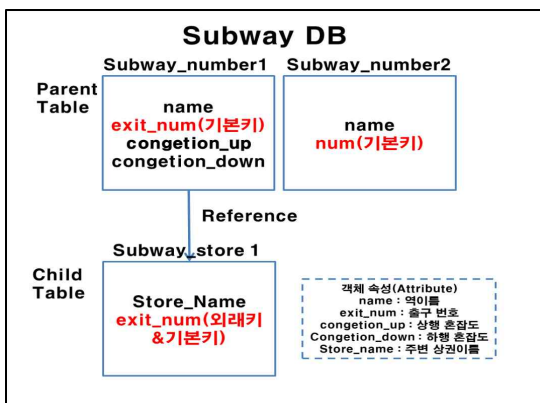 Subway DB
Subway_number1
Subway_number2
Parent
Table
name
exit_num(기본키)
congetion_up
congetion_down
name
num(기본키)
Reference
Subway_store 1
Child
Table
Store_Name
exit_num(외래키
&기본키)
객체 속성(Attribute)
name : 역이름
exit_num : 출구 번호
congetion_up : 상행 혼잡도
Congetion_down : 하행 혼잡도
Store_name : 주변 상권이름